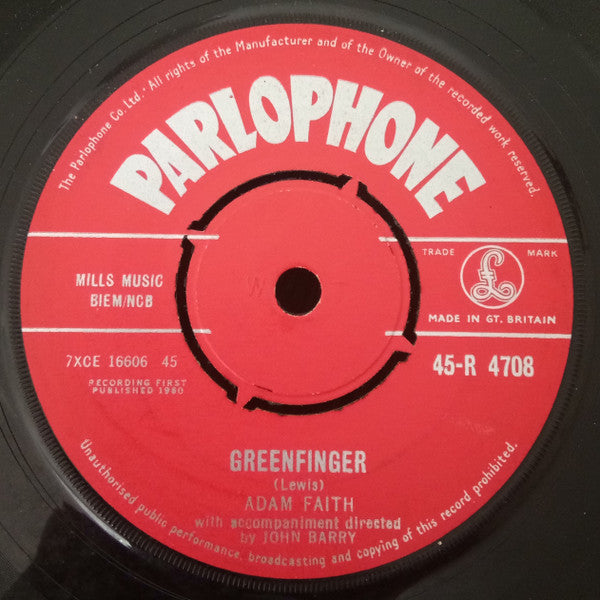 The Parlophone Co. Ltd · All rights of the Manufacturer and of the Owner of the recorded work reserved.
PARLOPHONE
MILLS MUSIC
BIEM/NCB
TRADE MARK
£
MADE IN GT. BRITAIN
7XCE 16606 45
45-R 4708
RECORDING FIRST
PUBLISHED 1960
GREENFINGER
(Lewis)
ADAM FAITH
with accompaniment directed
by JOHN BARRY
Unauthorised public performance, broadcasting and copying of this record prohibited.